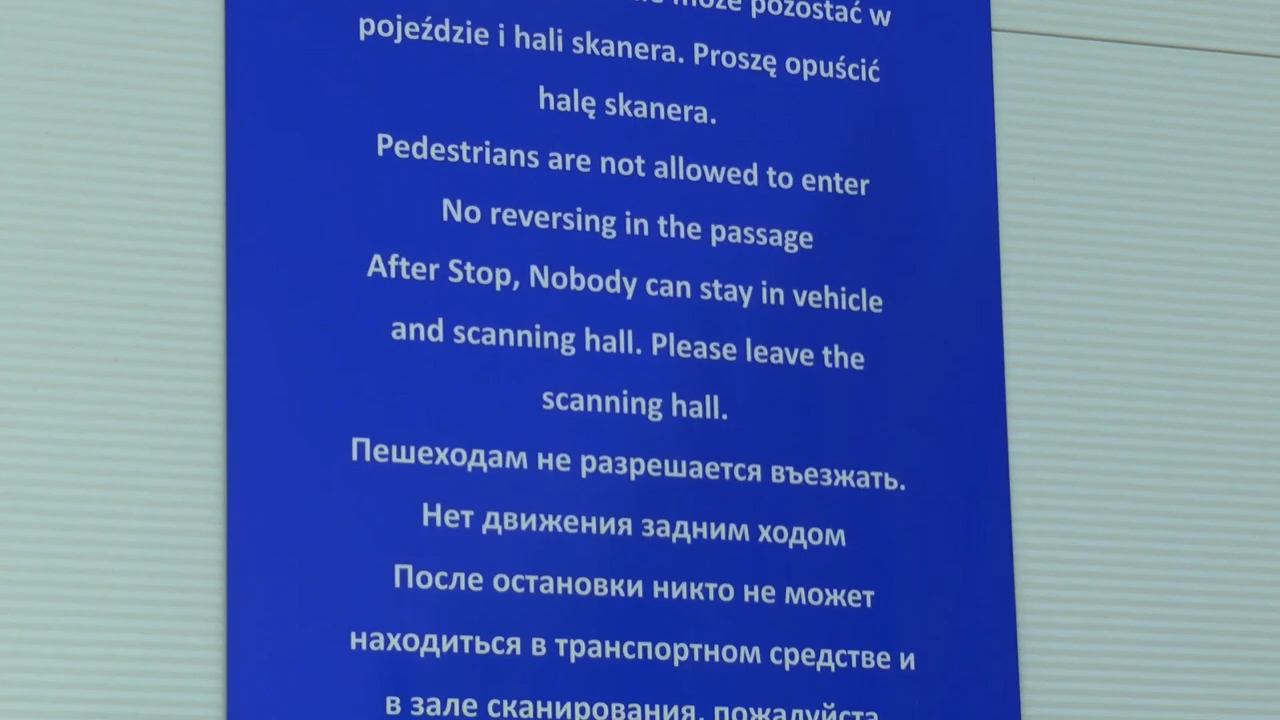 może pozostać w
pojeździe i hali skanera. Proszę opuścić
halę skanera.
Pedestrians are not allowed to enter
No reversing in the passage
After Stop, Nobody can stay in vehicle
and scanning hall. Please leave the
scanning hall.
Пешеходам не разрешается въезжать.
Нет движения задним ходом
После остановки никто не может
находиться в транспортном средстве и
в зале сканирования, пожалуйста